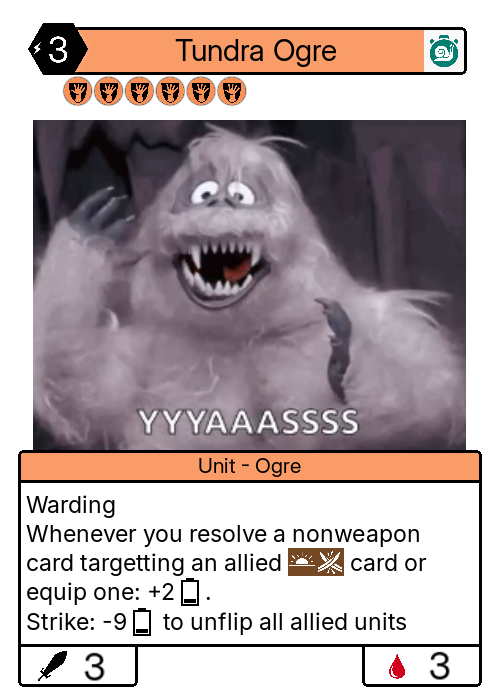 3
Tundra Ogre
YYYAAASSSS
Unit - Ogre
Warding
Whenever you resolve a nonweapon
card targetting an allied card or
equip one: +2 .
Strike: -9 to unflip all allied units
3
3